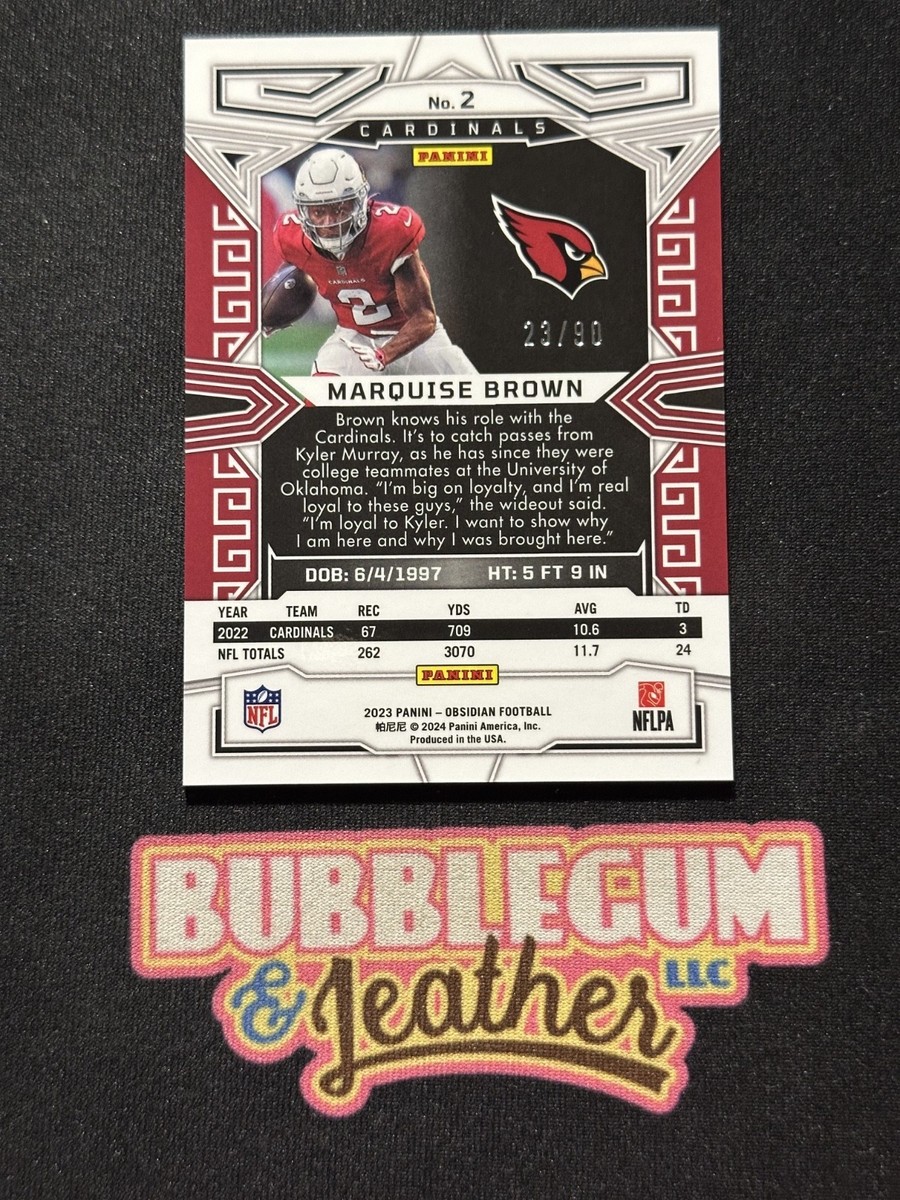 No. 2
CARDINALS
PANINI
2
2
CARDINALS
2
23/90
MARQUISE BROWN
Brown knows his role with the
Cardinals. It's to catch passes from
Kyler Murray, as he has since they were
college teammates at the University of
Oklahoma. "I'm big on loyalty, and I'm real
loyal to these guys," the wideout said.
"I'm loyal to Kyler. I want to show why
I am here and why I was brought here."
DOB: 6/4/1997 HT: 5 FT 9 IN
YEAR TEAM REC YDS AVG TD
2022 CARDINALS 67 709 10.6 3
NFL TOTALS 262 3070 11.7 24
PANINI
NFL
2023 PANINI – OBSIDIAN FOOTBALL
帕尼尼 © 2024 Panini America, Inc.
Produced in the USA.
NFLPA
BUBBLEGUM
& Leather LLC